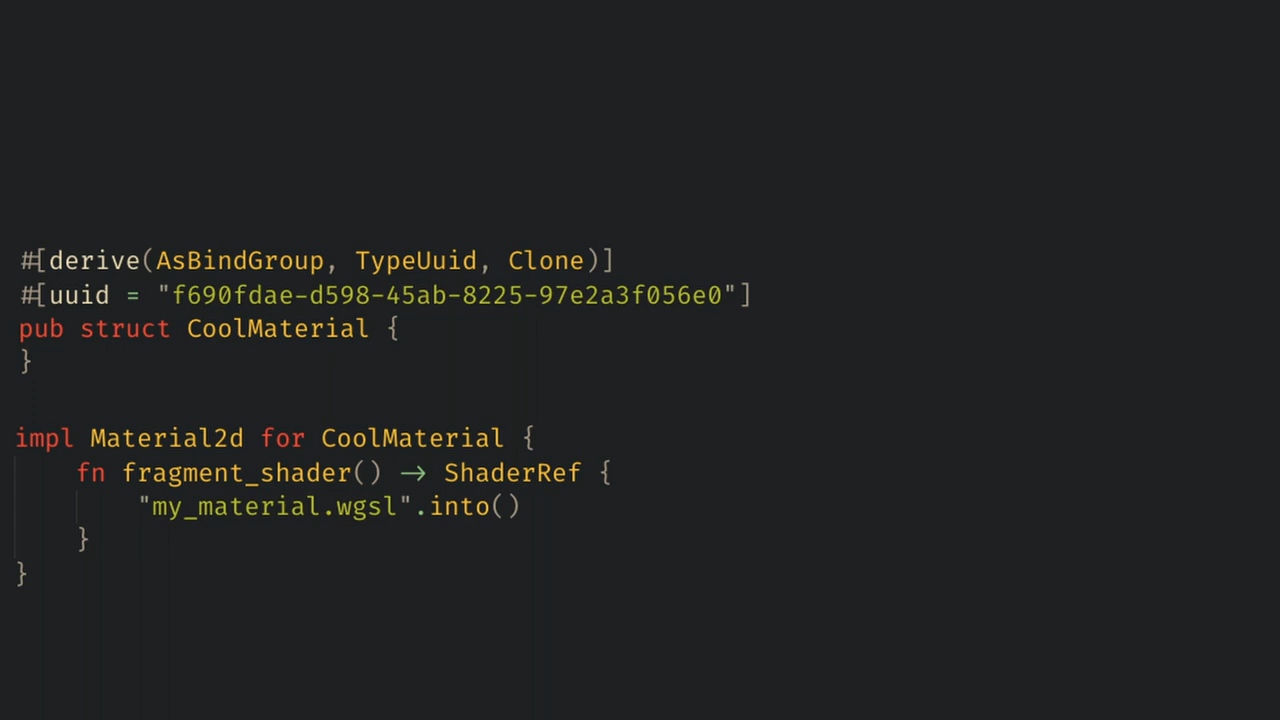 #[derive(AsBindGroup, TypeUuid, Clone)]
#[uuid = "f690fdae-d598-45ab-8225-97e2a3f056e0"]
pub struct CoolMaterial {
}
impl Material2d for CoolMaterial {
    fn fragment_shader() -> ShaderRef {
        "my_material.wgsl".into()
    }
}